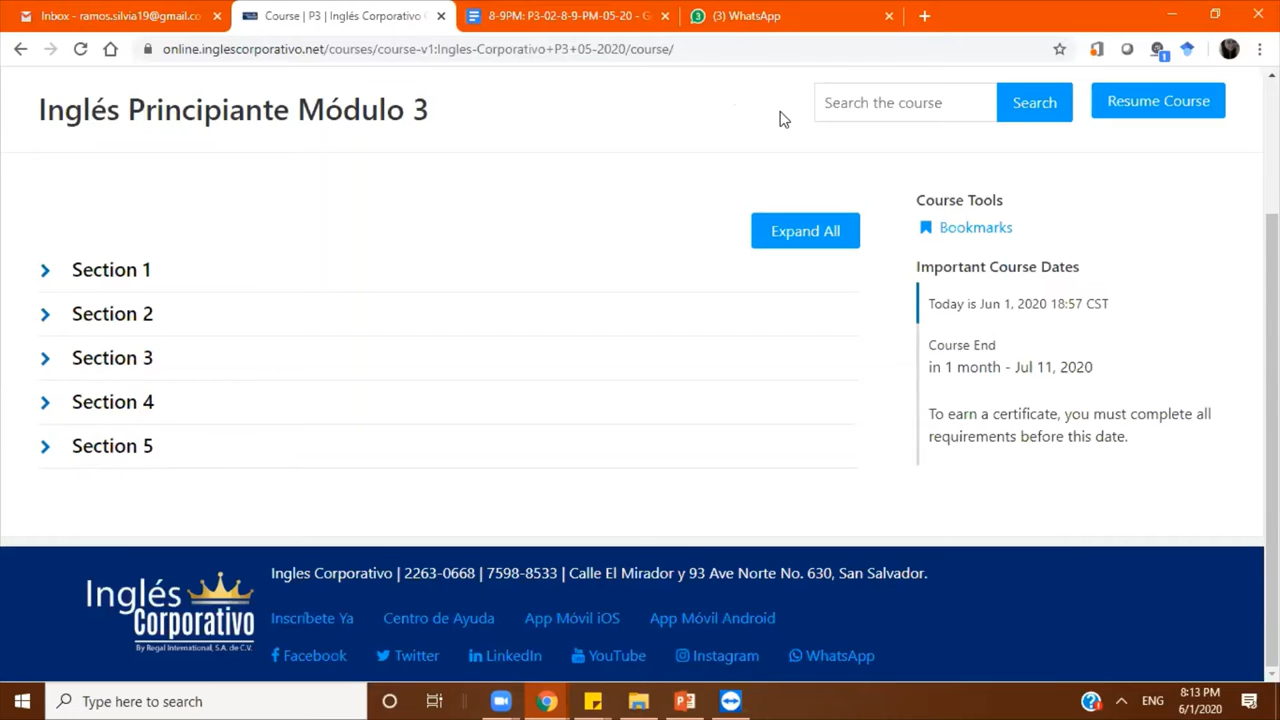 Inbox - ramos.silvia19@gmail.co
Course | P3 | Inglés Corporativo
8-9PM: P3-02-8-9-PM-05-20 - G
(3) WhatsApp
online.inglescorporativo.net/courses/course-v1:Ingles-Corporativo+P3+05-2020/course/
Inglés Principiante Módulo 3
Search the course
Search
Resume Course
Expand All
Section 1
Section 2
Section 3
Section 4
Section 5
Course Tools
Bookmarks
Important Course Dates
Today is Jun 1, 2020 18:57 CST
Course End
in 1 month - Jul 11, 2020
To earn a certificate, you must complete all
requirements before this date.
Inglés
Corporativo
By Regal International, S.A. de C.V.
Ingles Corporativo | 2263-0668 | 7598-8533 | Calle El Mirador y 93 Ave Norte No. 630, San Salvador.
Inscríbete Ya
Centro de Ayuda
App Móvil iOS
App Móvil Android
Facebook
Twitter
LinkedIn
YouTube
Instagram
WhatsApp
Type here to search
ENG
8:13 PM
6/1/2020